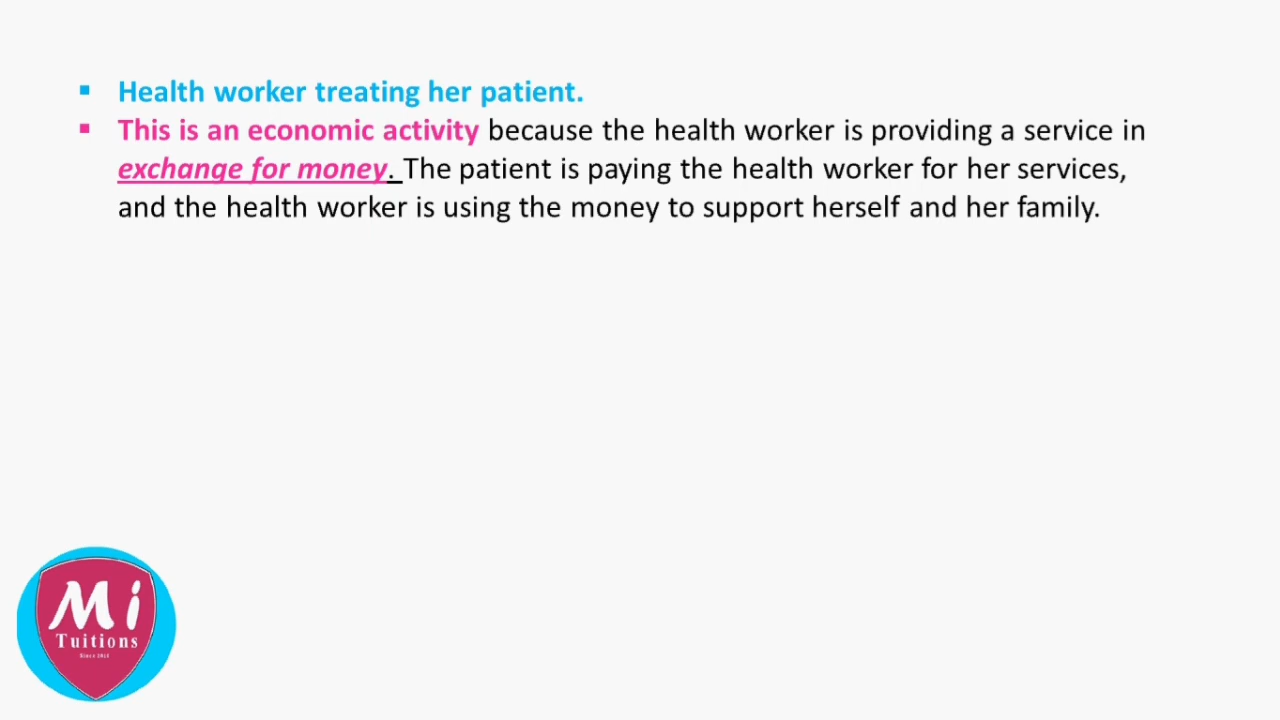 Health worker treating her patient.
This is an economic activity because the health worker is providing a service in
exchange for money. The patient is paying the health worker for her services,
and the health worker is using the money to support herself and her family.
Mi
Tuitions